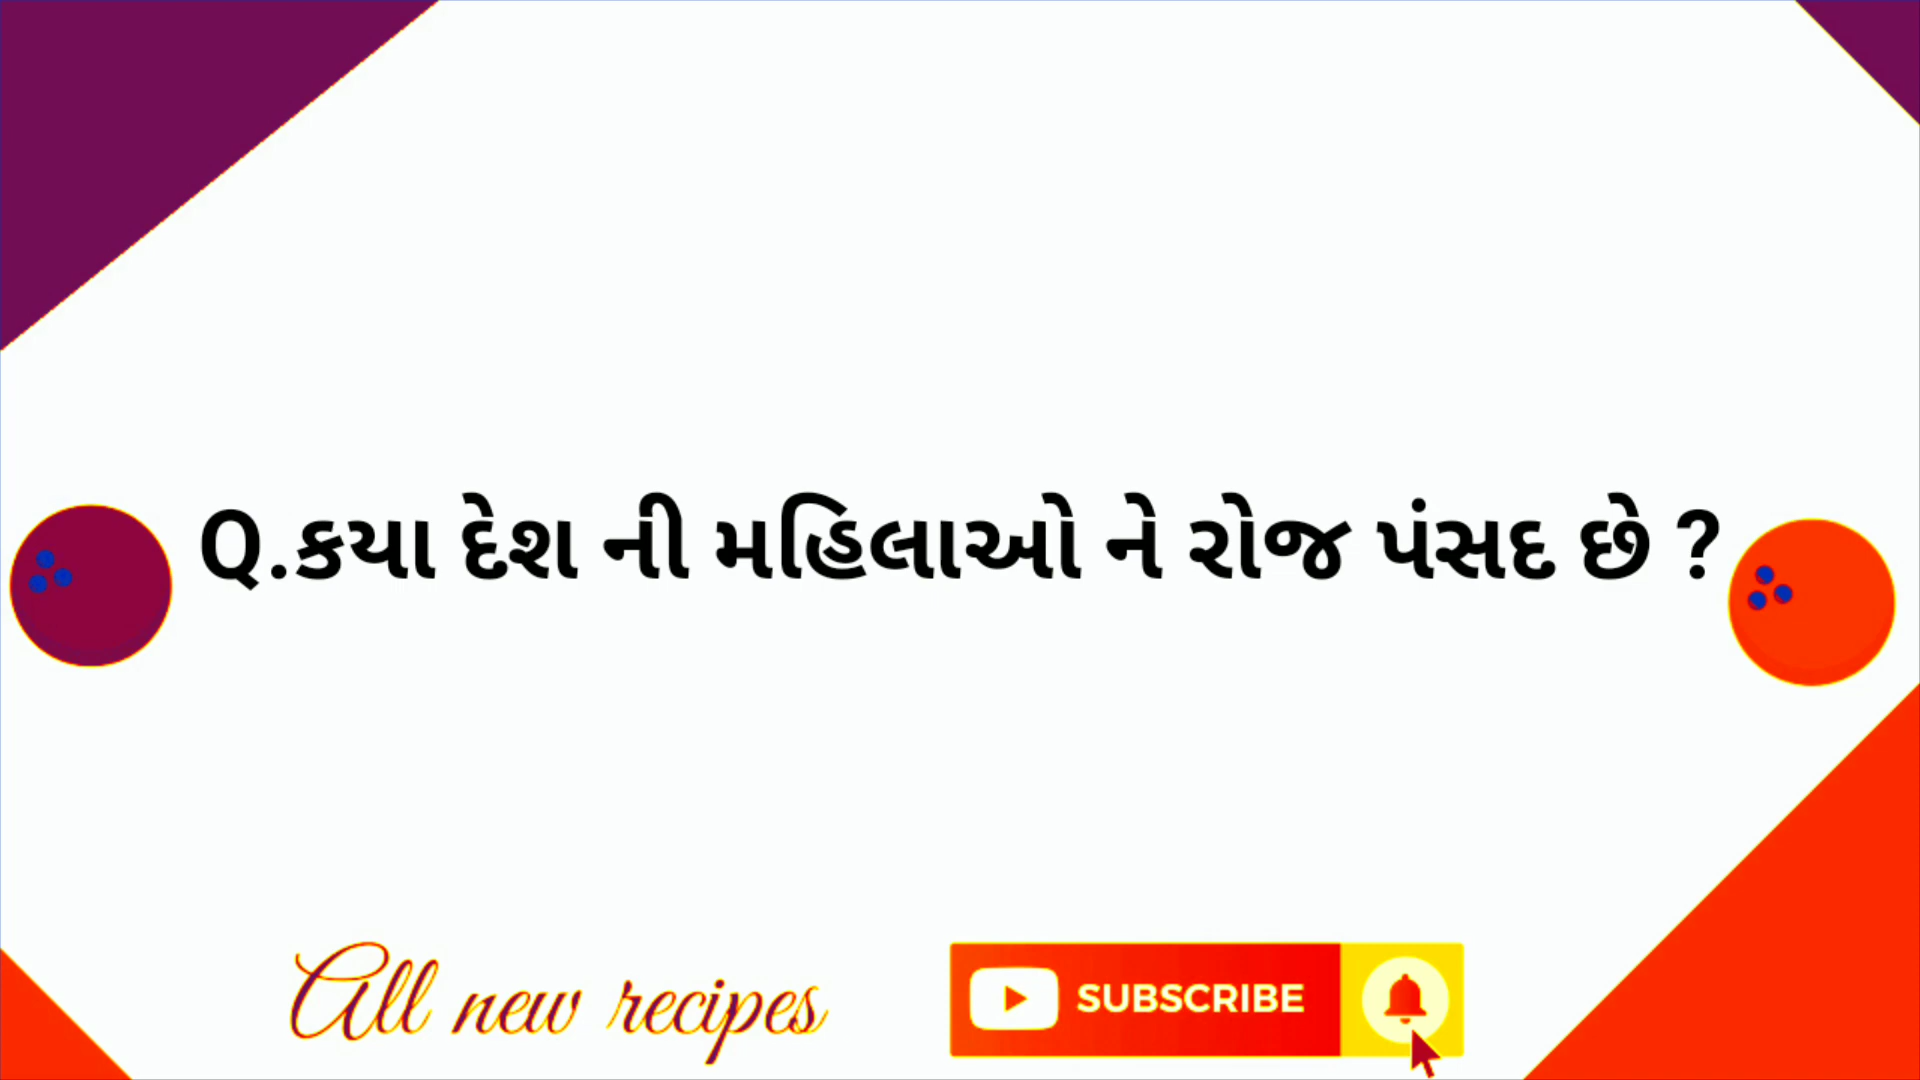 Q.કયા દેશ ની મહિલાઓ ને રોજ પંસદ છે ?
All new recipes
SUBSCRIBE